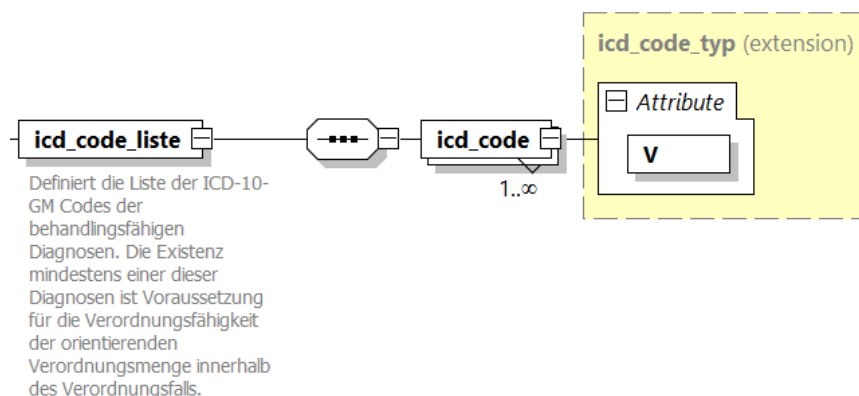 icd_code_typ (extension)
Attribute
icd_code_liste
icd_code
V
1..∞
Definiert die Liste der ICD-10-
GM Codes der
behandlungsfähigen
Diagnosen. Die Existenz
mindestens einer dieser
Diagnosen ist Voraussetzung
für die Verordnungsfähigkeit
der orientierenden
Verordnungsmenge innerhalb
des Verordnungsfalls.